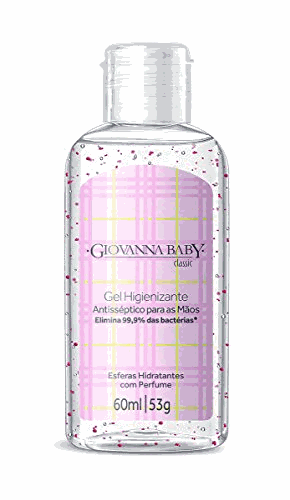 GIOVANNA BABY
classic
Gel Higienizante
Antisséptico para as Mãos
Elimina 99,9% das bactérias*
Esferas Hidratantes
com Perfume
60ml|53g